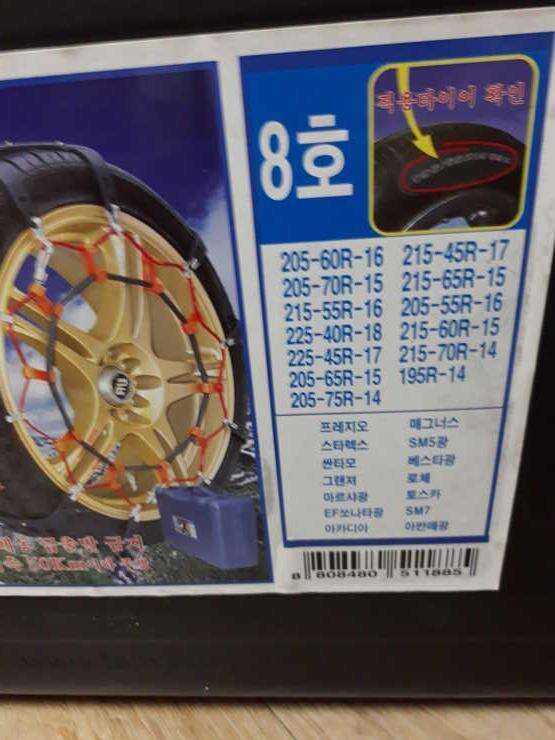 적용타이어 확인
8호
205-60R-16 215-45R-17
205-70R-15 215-65R-15
215-55R-16 205-55R-16
225-40R-18 215-60R-15
225-45R-17 215-70R-14
205-65R-15 195R-14
205-75R-14
프레지오 매그너스
스타렉스 SM5광
싼타모 베스타광
그랜져 로체
마르샤광 토스카
EF쏘나타광 SM7
아카디아 아반떼광
8 808480 511885